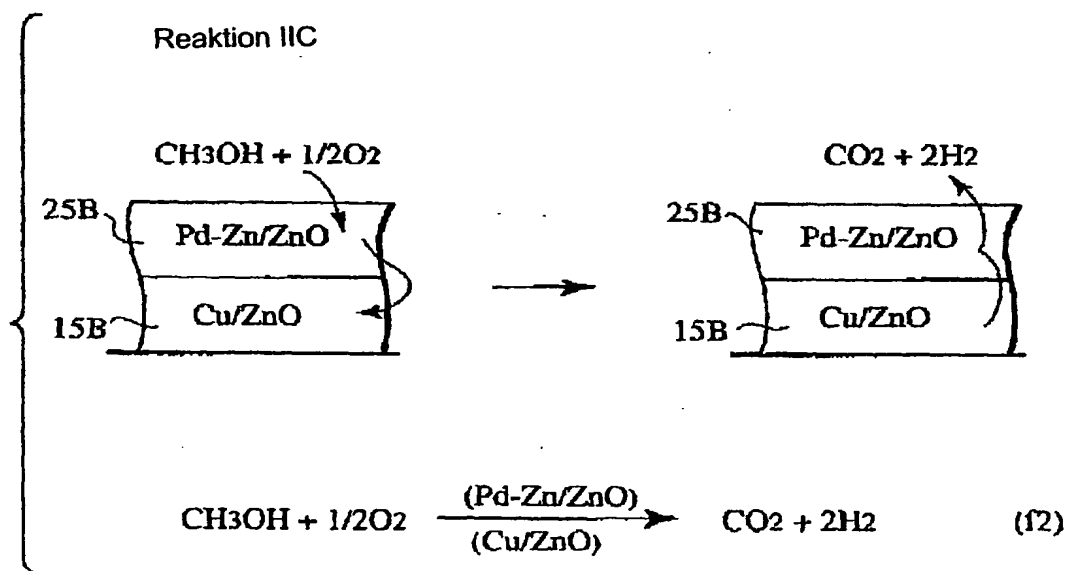 Reaktion IIC
CH3OH + 1/2O2
CO2 + 2H2
25B
Pd-Zn/ZnO
25B
Pd-Zn/ZnO
15B
Cu/ZnO
15B
Cu/ZnO
CH3OH + 1/2O2 (Pd-Zn/ZnO) CO2 + 2H2 (f2)
(Cu/ZnO)